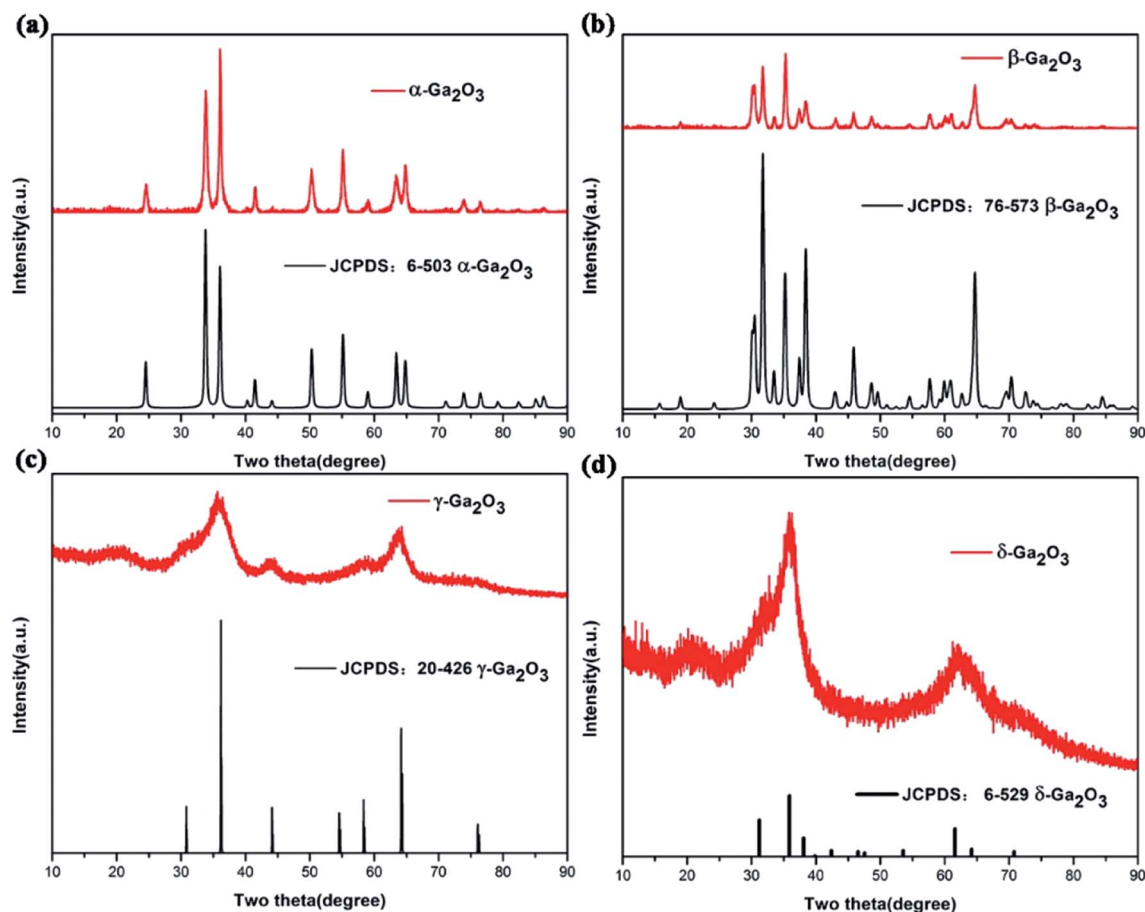 (a)
α-Ga2O3
JCPDS: 6-503 α-Ga2O3
Intensity(a.u.)
10 20 30 40 50 60 70 80 90
Two theta(degree)
(b)
β-Ga2O3
JCPDS: 76-573 β-Ga2O3
Intensity(a.u.)
10 20 30 40 50 60 70 80 90
Two theta(degree)
(c)
γ-Ga2O3
JCPDS: 20-426 γ-Ga2O3
Intensity(a.u.)
10 20 30 40 50 60 70 80 90
Two theta(degree)
(d)
δ-Ga2O3
JCPDS: 6-529 δ-Ga2O3
Intensity(a.u.)
10 20 30 40 50 60 70 80 90
Two theta(degree)